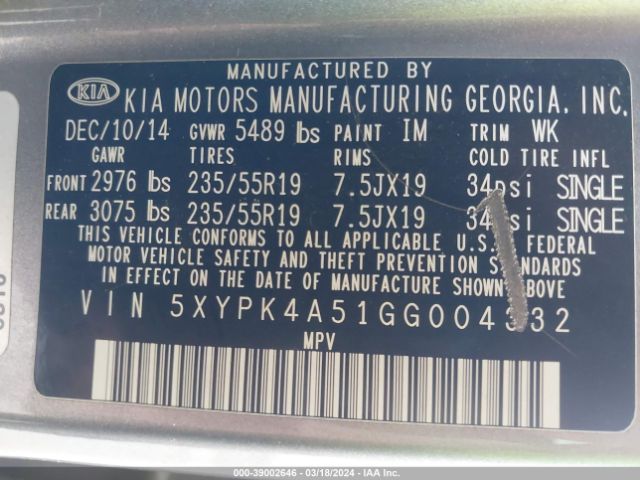 MANUFACTURED BY
KIA KIA MOTORS MANUFACTURING GEORGIA, INC.
DEC/10/14 GVWR 5489 lbs PAINT IM TRIM WK
GAWR TIRES RIMS COLD TIRE INFL
FRONT 2976 lbs 235/55R19 7.5JX19 34psi SINGLE
REAR 3075 lbs 235/55R19 7.5JX19 34psi SINGLE
THIS VEHICLE CONFORMS TO ALL APPLICABLE U.S.A FEDERAL
MOTOR VEHICLE SAFETY AND THEFT PREVENTION STANDARDS
IN EFFECT ON THE DATE OF MANUFACTURE SHOWN ABOVE
VIN 5XYPK4A51GG004332
MPV
000-39002646 - 03/18/2024 - IAA Inc.